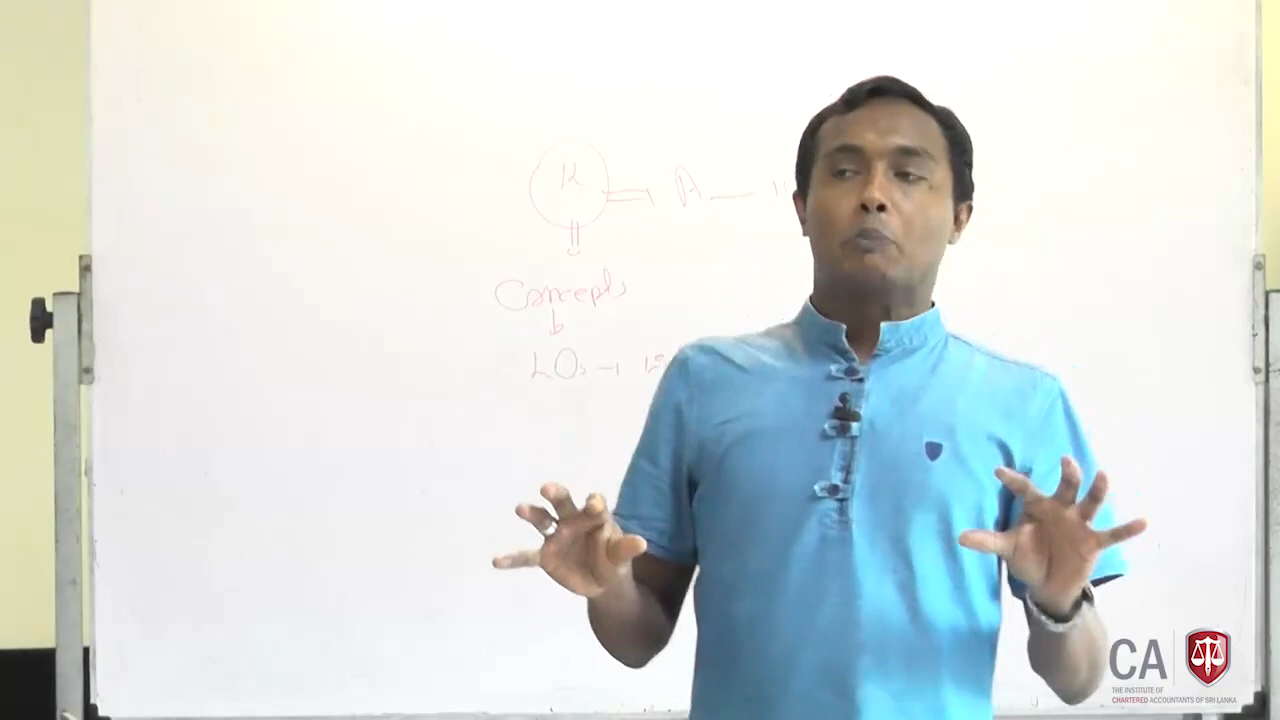 K A
Concepts
LOs
CA
THE INSTITUTE OF
CHARTERED ACCOUNTANTS OF SRI LANKA